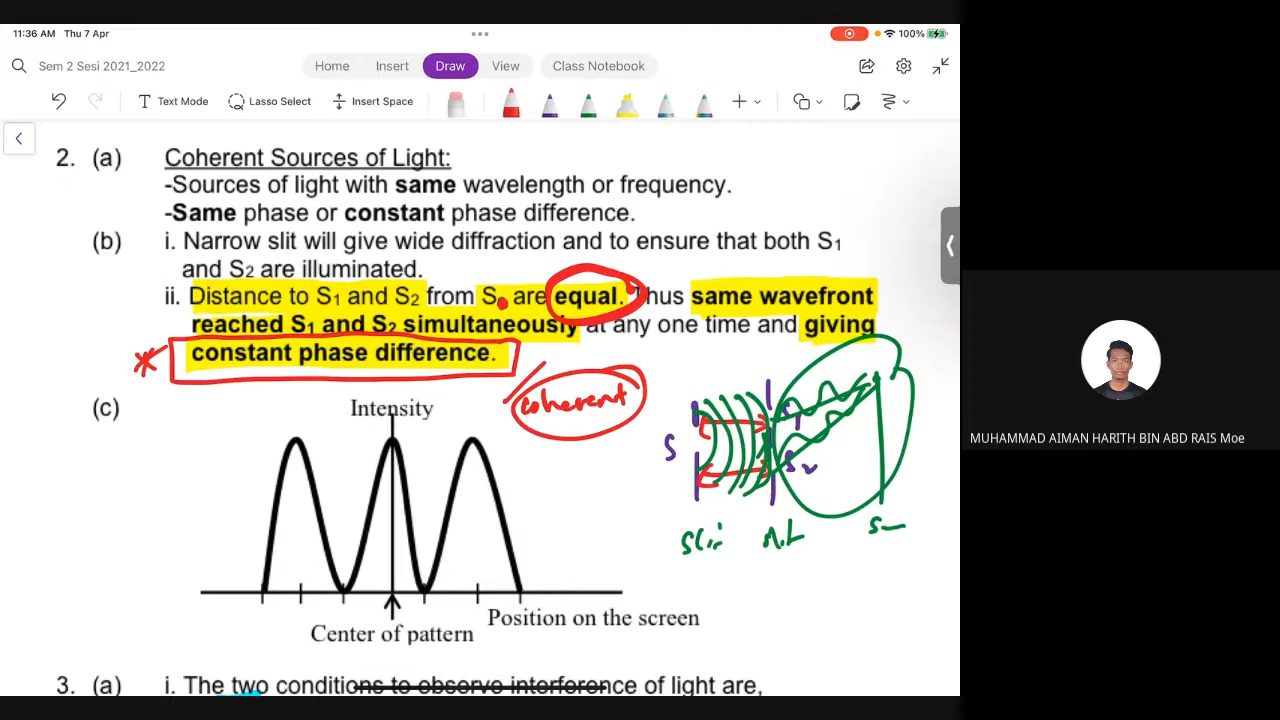 11:36 AM Thu 7 Apr
100%
Sem 2 Sesi 2021_2022
Home Insert Draw View Class Notebook
Text Mode Lasso Select Insert Space
2. (a) Coherent Sources of Light:
-Sources of light with same wavelength or frequency.
-Same phase or constant phase difference.
(b) i. Narrow slit will give wide diffraction and to ensure that both S1
and S2 are illuminated.
ii. Distance to S1 and S2 from S are equal. Thus same wavefront
reached S1 and S2 simultaneously at any one time and giving
constant phase difference.
coherent
(c) Intensity
S S1
S2
Position on the screen
Center of pattern
3. (a) i. The two conditions to observe interference of light are,
MUHAMMAD AIMAN HARITH BIN ABD RAIS Moe